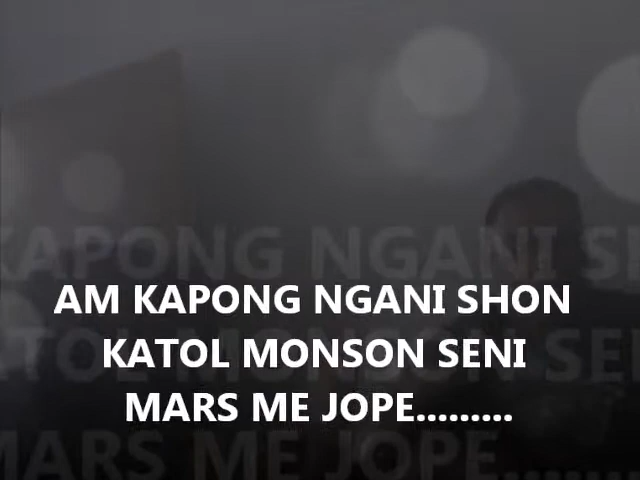 AM KAPONG NGANI SHON
KATOL MONSON SENI
MARS ME JOPE.........